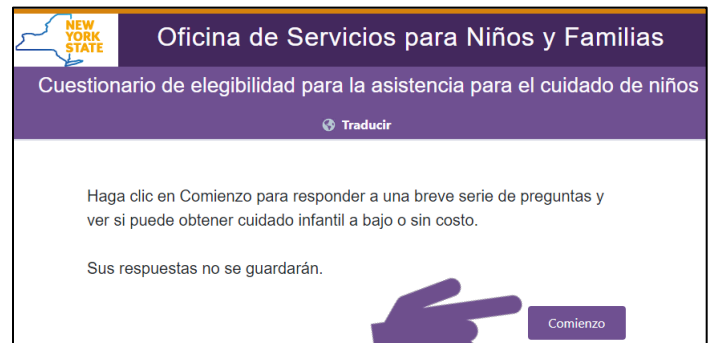 NEW
YORK
STATE
Oficina de Servicios para Niños y Familias
Cuestionario de elegibilidad para la asistencia para el cuidado de niños
Traducir
Haga clic en Comienzo para responder a una breve serie de preguntas y
ver si puede obtener cuidado infantil a bajo o sin costo.
Sus respuestas no se guardarán.
Comienzo